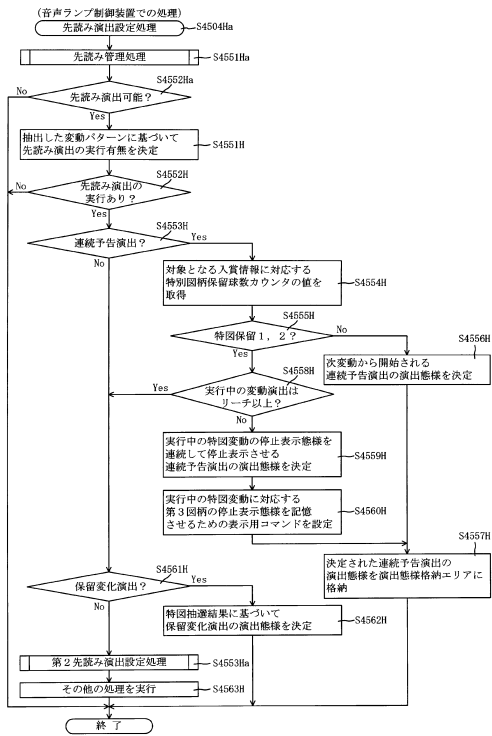 (音声ランプ制御装置での処理)
先読み演出設定処理
S4504Ha
先読み管理処理
S4551Ha
S4552Ha
先読み演出可能？
No
Yes
抽出した変動パターンに基づいて
先読み演出の実行有無を決定
S4551H
S4552H
先読み演出の
実行あり？
No
Yes
S4553H
連続予告演出？
Yes
No
対象となる入賞情報に対応する
特別図柄保留球数カウンタの値を
取得
S4554H
S4555H
特図保留１，２？
No
Yes
S4556H
次変動から開始される
連続予告演出の演出態様を決定
S4558H
実行中の変動演出は
リーチ以上？
Yes
No
実行中の特図変動の停止表示態様を
連続して停止表示させる
連続予告演出の演出態様を決定
S4559H
実行中の特図変動に対応する
第３図柄の停止表示態様を記憶
させるための表示用コマンドを設定
S4560H
S4557H
決定された連続予告演出の
演出態様を演出態様格納エリアに
格納
S4561H
保留変化演出？
Yes
No
特図抽選結果に基づいて
保留変化演出の演出態様を決定
S4562H
第２先読み演出設定処理
S4553Ha
その他の処理を実行
S4563H
終了